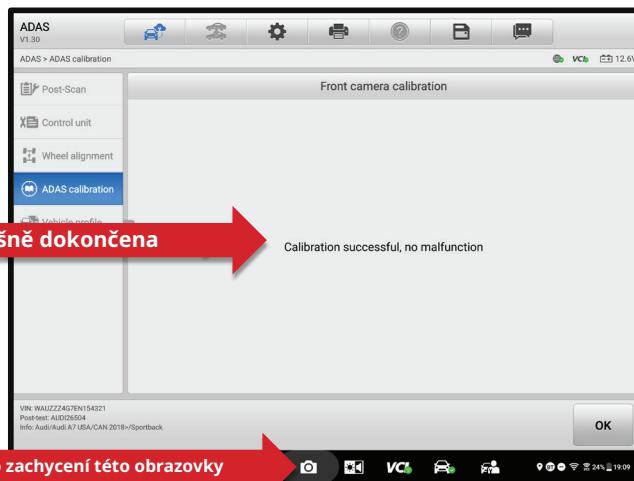 ADAS
V1.30
ADAS > ADAS calibration
VCI 12.6V
Post-Scan
Front camera calibration
Control unit
Wheel alignment
ADAS calibration
Vehicle profile
šně dokončena
Calibration successful, no malfunction
VIN: WAUZZZ4G7EN154321
Post-test: AUDI26504
Info: Audi/Audi A7 USA/CAN 2018>/Sportback
OK
zachycení této obrazovky
VCI
24% 19:09